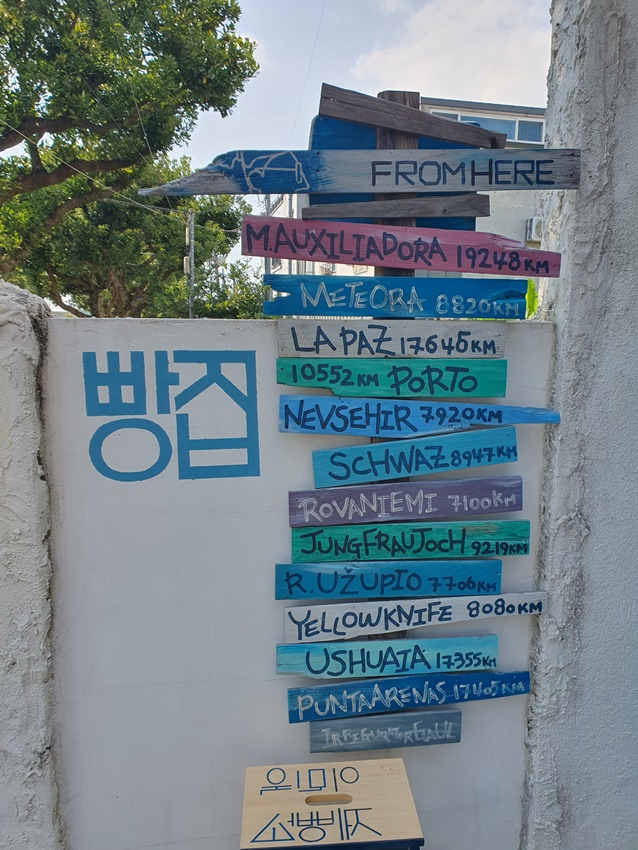 FROM HERE
M.AUXILIADORA 19248KM
METEORA 8820KM
LA PAZ 17645KM
10552KM PORTO
NEVSEHIR 7920KM
SCHWAZ 8947KM
ROVANIEMI 7100KM
JUNGFRAUJOCH 9219KM
R.UŽUPIO 7706KM
YELLOWKNIFE 8080KM
USHUAIA 17355KM
PUNTA ARENAS 17405KM
빵집